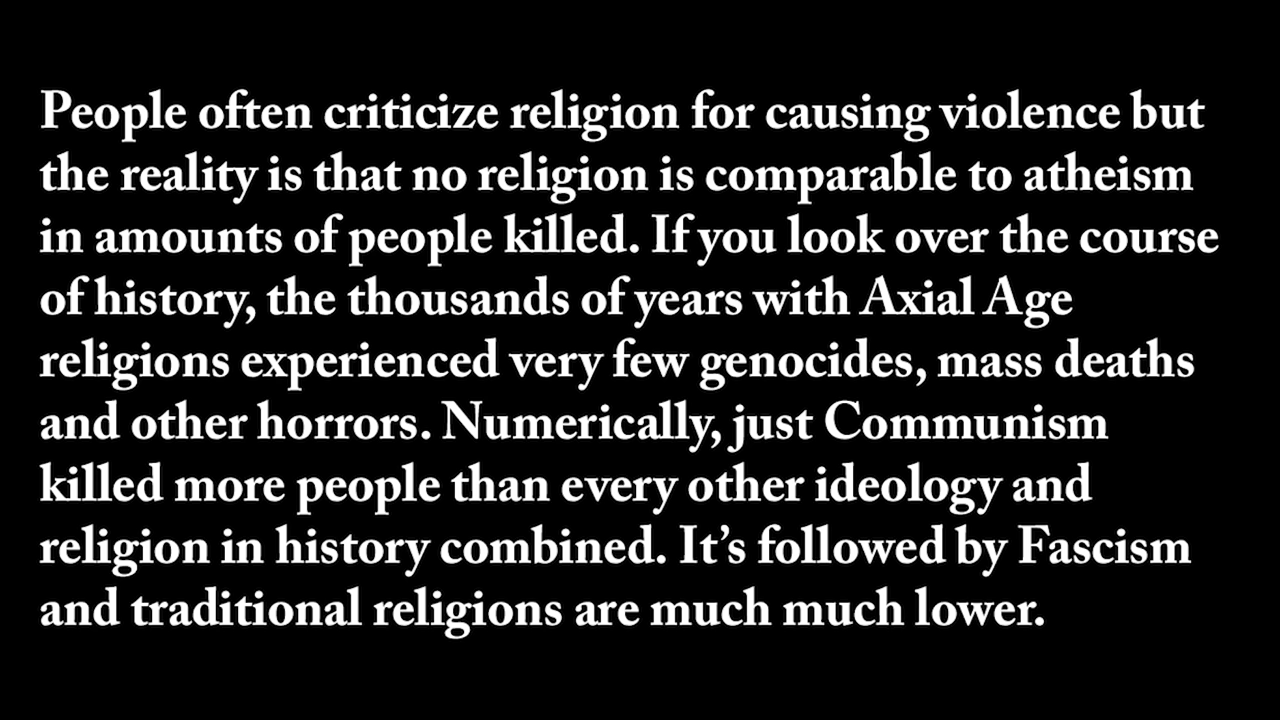 People often criticize religion for causing violence but
the reality is that no religion is comparable to atheism
in amounts of people killed. If you look over the course
of history, the thousands of years with Axial Age
religions experienced very few genocides, mass deaths
and other horrors. Numerically, just Communism
killed more people than every other ideology and
religion in history combined. It’s followed by Fascism
and traditional religions are much much lower.